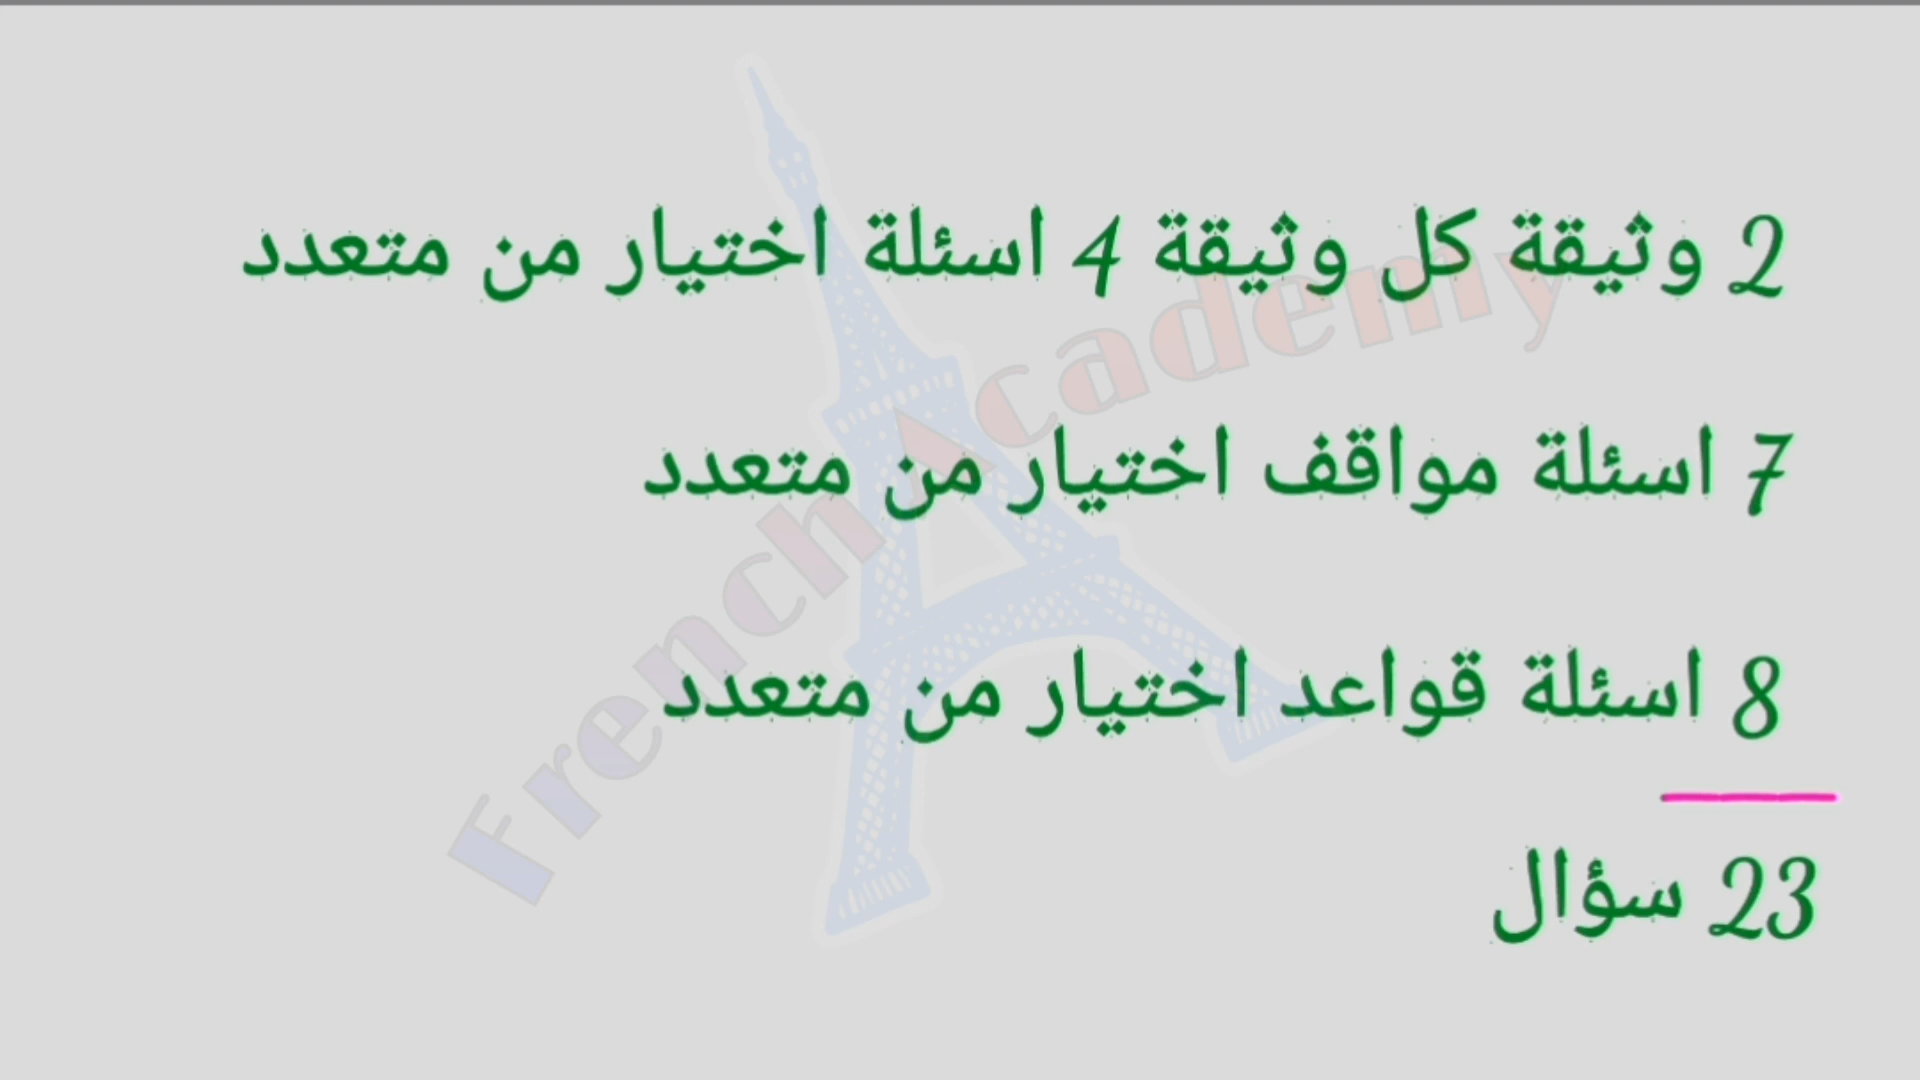 2 وثيقة كل وثيقة 4 اسئلة اختيار من متعدد
7 اسئلة مواقف اختيار من متعدد
8 اسئلة قواعد اختيار من متعدد
23 سؤال
French Academy